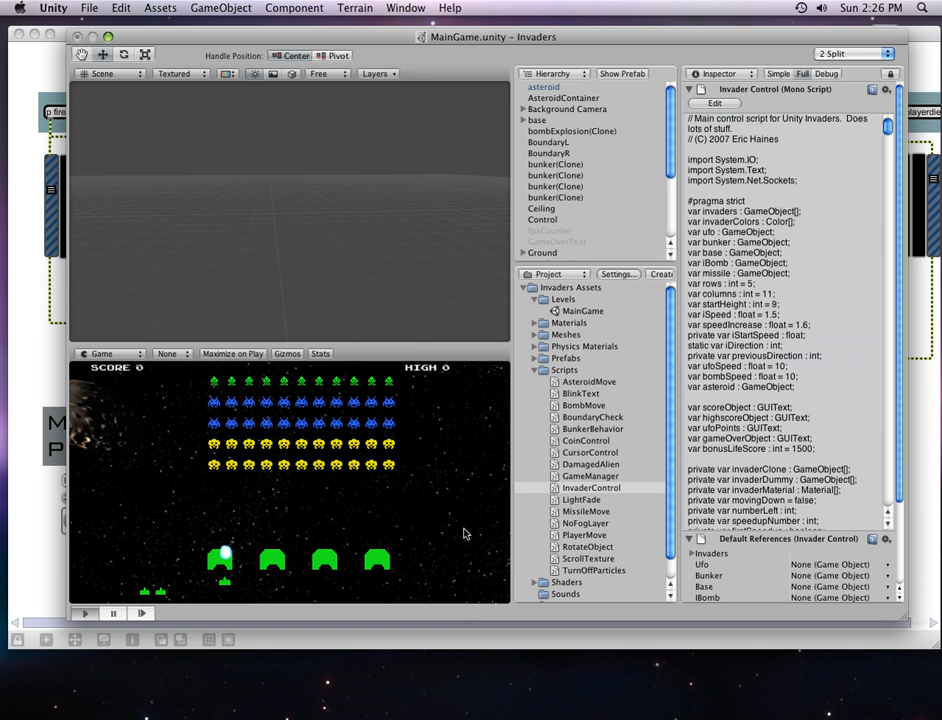 Unity File Edit Assets GameObject Component Terrain Window Help Sun 2:26 PM
MainGame.unity – Invaders
Handle Position: Center Pivot 2 Split
Scene Textured Free Layers
Hierarchy Show Prefab
asteroid
AsteroidContainer
Background Camera
base
bombExplosion(Clone)
BoundaryL
BoundaryR
bunker(Clone)
bunker(Clone)
bunker(Clone)
bunker(Clone)
Ceiling
Control
fpsCounter
GameOverText
Ground
Project Settings... Creat
Invaders Assets
Levels
MainGame
Materials
Meshes
Physics Materials
Prefabs
Scripts
AsteroidMove
BlinkText
BombMove
BoundaryCheck
BunkerBehavior
CoinControl
CursorControl
DamagedAlien
GameManager
InvaderControl
LightFade
MissileMove
NoFogLayer
PlayerMove
RotateObject
ScrollTexture
TurnOffParticles
Shaders
Sounds
Inspector Simple Full Debug
Invader Control (Mono Script)
Edit
// Main control script for Unity Invaders. Does
lots of stuff.
// (C) 2007 Eric Haines
import System.IO;
import System.Text;
import System.Net.Sockets;
#pragma strict
var invaders : GameObject[];
var invaderColors : Color[];
var ufo : GameObject;
var bunker : GameObject;
var base : GameObject;
var iBomb : GameObject;
var missile : GameObject;
var rows : int = 5;
var columns : int = 11;
var startHeight : int = 9;
var iSpeed : float = 1.5;
var speedIncrease : float = 1.6;
private var iStartSpeed : float;
static var iDirection : int;
private var previousDirection : int;
var ufoSpeed : float = 10;
var bombSpeed : float = 10;
var asteroid : GameObject;
var scoreObject : GUIText;
var highscoreObject : GUIText;
var ufoPoints : GUIText;
var gameOverObject : GUIText;
var bonusLifeScore : int = 1500;
private var invaderClone : GameObject[];
private var invaderDummy : GameObject[];
private var invaderMaterial : Material[];
private var movingDown = false;
private var numberLeft : int;
private var speedupNumber : int;
Default References (Invader Control)
Invaders
Ufo None (Game Object)
Bunker None (Game Object)
Base None (Game Object)
IBomb None (Game Object)
Game None Maximize on Play Gizmos Stats
SCORE 0 HIGH 0
p fire
playerdie
M
P